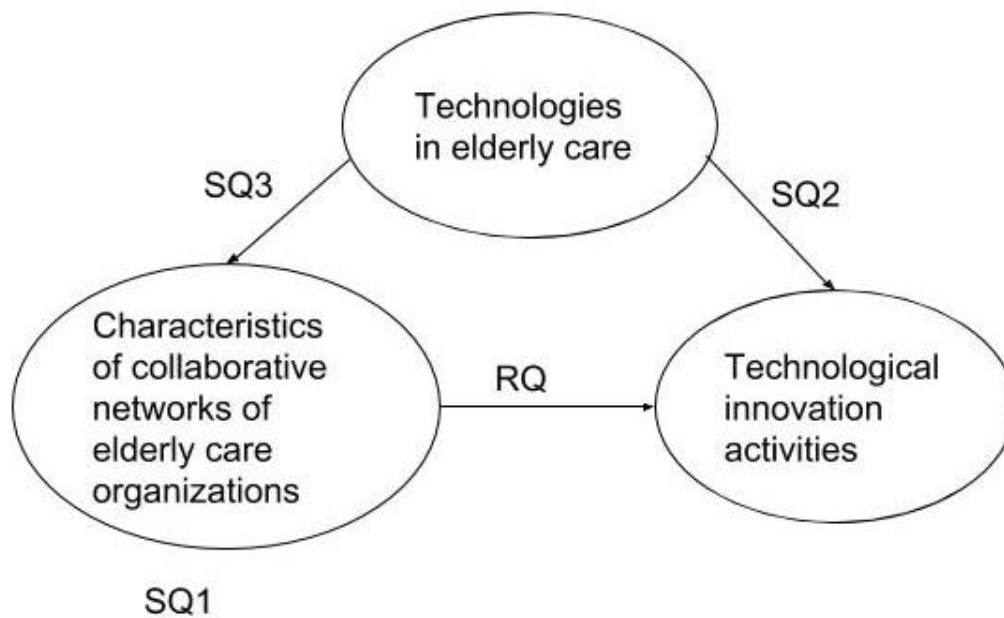 Technologies
in elderly care
SQ3
SQ2
Characteristics
of collaborative
networks of
elderly care
organizations
RQ
Technological
innovation
activities
SQ1